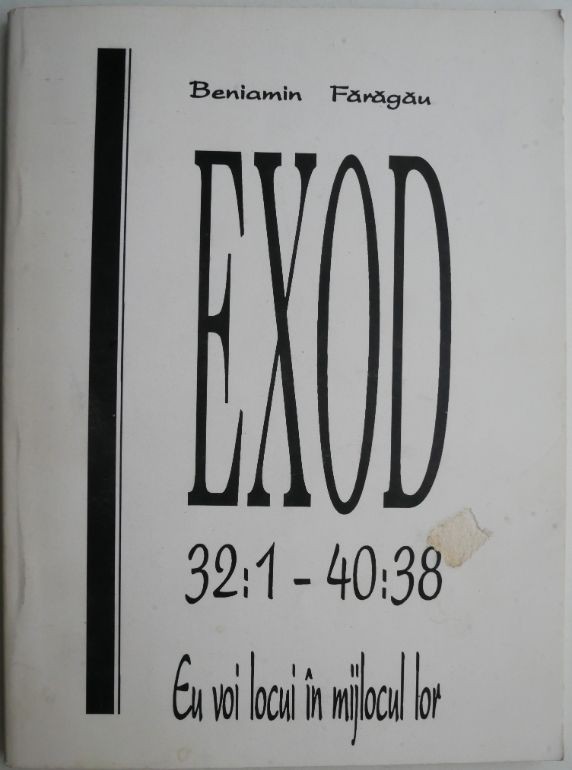 Beniamin Fărăgău
EXOD
32:1 - 40:38
Eu voi locui în mijlocul lor